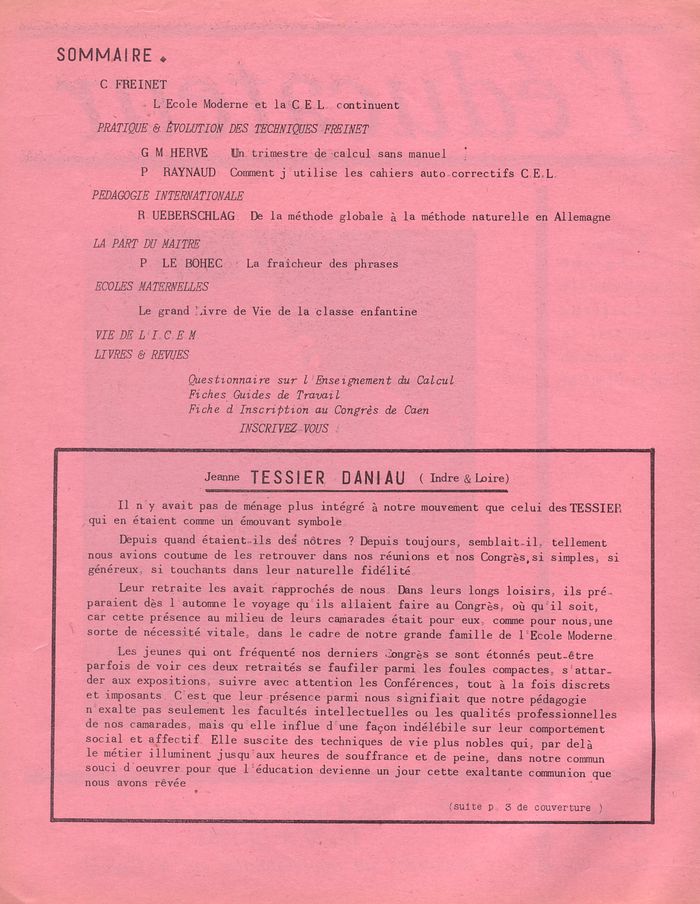 SOMMAIRE.
C FREINET
L Ecole Moderne et la C.E.L. continuent
PRATIQUE & ÉVOLUTION DES TECHNIQUES FREINET
G M HERVE Un trimestre de calcul sans manuel :
P RAYNAUD Comment j'utilise les cahiers auto-correctifs C.E.L.
PEDAGOGIE INTERNATIONALE
R UEBERSCHLAG De la méthode globale à la méthode naturelle en Allemagne
LA PART DU MAITRE
P. LE BOHEC : La fraicheur des phrases
ECOLES MATERNELLES
Le grand Livre de Vie de la classe enfantine
VIE DE L'I.C E M
LIVRES & REVUES
Questionnaire sur l'Enseignement du Calcul
Fiches Guides de Travail
Fiche d Inscription au Congrès de Caen
INSCRIVEZ-VOUS :
Jeanne TESSIER DANIAU ( Indre & Loire)
Il n'y avait pas de ménage plus intégré à notre mouvement que celui des TESSIER
qui en étaient comme un émouvant symbole
Depuis quand étaient-ils des nôtres ? Depuis toujours, semblait-il, tellement
nous avions coutume de les retrouver dans nos réunions et nos Congrès, si simples, si
généreux, si touchants dans leur naturelle fidélité
Leur retraite les avait rapprochés de nous. Dans leurs longs loisirs, ils pré-
paraient dès l'automne le voyage qu'ils allaient faire au Congrès, où qu'il soit,
car cette présence au milieu de leurs camarades était pour eux, comme pour nous, une
sorte de nécessité vitale, dans le cadre de notre grande famille de l'Ecole Moderne
Les jeunes qui ont fréquenté nos derniers Congrès se sont étonnés peut-être
parfois de voir ces deux retraités se faufiler parmi les foules compactes, s'attar-
der aux expositions, suivre avec attention les Conférences, tout à la fois discrets
et imposants. C'est que leur présence parmi nous signifiait que notre pédagogie
n'exalte pas seulement les facultés intellectuelles ou les qualités professionnelles
de nos camarades, mais qu'elle influe d'une façon indélébile sur leur comportement
social et affectif. Elle suscite des techniques de vie plus nobles qui, par delà
le métier illuminent jusqu'aux heures de souffrance et de peine, dans notre commun
souci d'oeuvrer pour que l'éducation devienne un jour cette exaltante communion que
nous avons rêvée
(suite p. 3 de couverture )